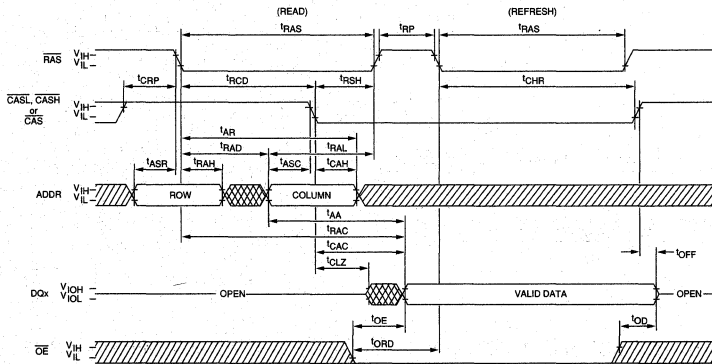 (READ) (REFRESH)
tRAS tRP tRAS
RAS VIH VIL
tCRP tRCD tRSH tCHR
CASL, CASH or CAS VIH VIL
tAR
tRAD tRAL
tASR tRAH tASC tCAH
ADDR VIH VIL ROW COLUMN
tAA
tRAC
tCAC
tCLZ tOFF
DQx VIOH VIOL OPEN VALID DATA OPEN
tOE tOD
tORD
OE VIH VIL